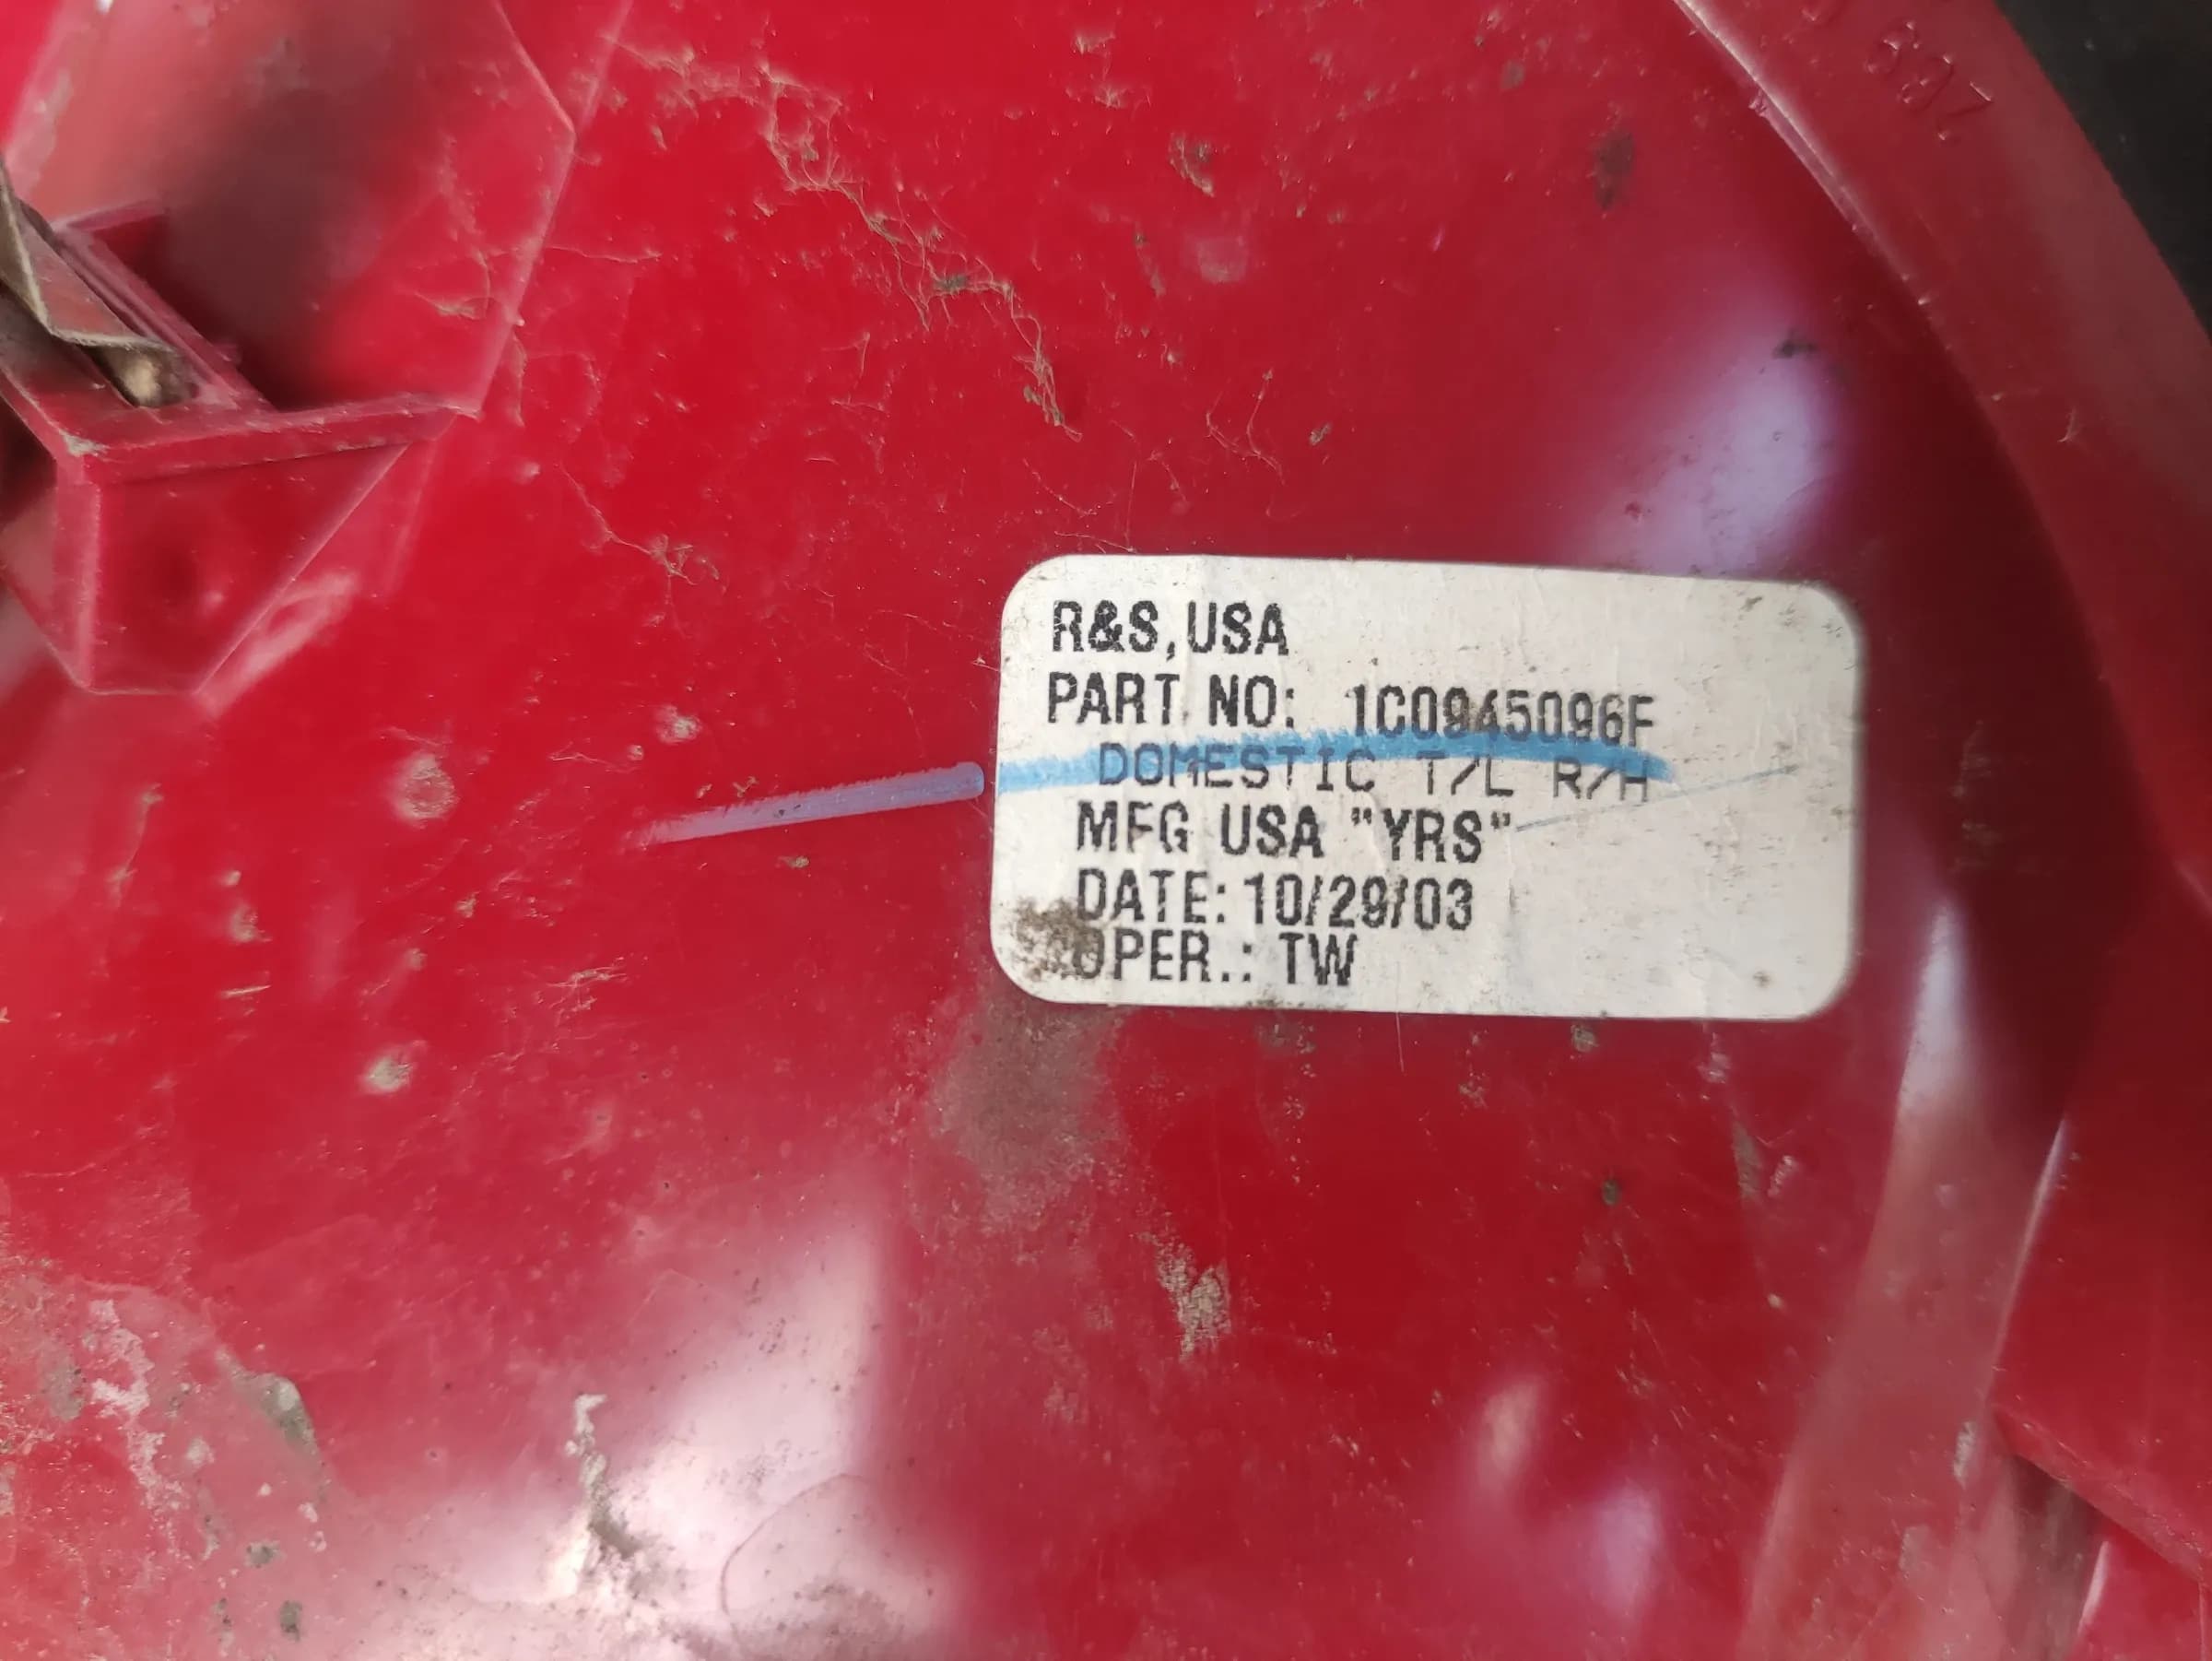 R&S,USA
PART NO: 1C0945096F
DOMESTIC T/L R/H
MFG USA "YRS"
DATE: 10/29/03
OPER.: TW